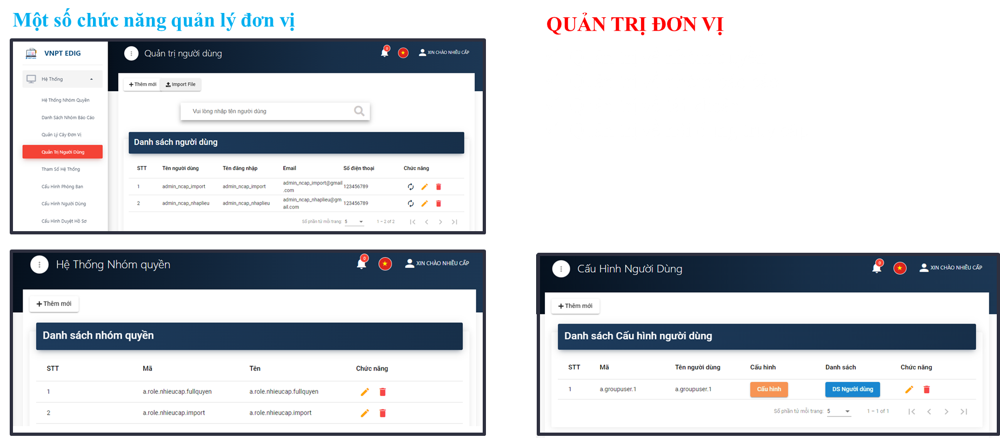 Một số chức năng quản lý đơn vị
QUẢN TRỊ ĐƠN VỊ
VNPT EDIG
Hệ Thống
Hệ Thống Nhóm Quyền
Danh Sách Nhóm Báo Cáo
Quản Lý Cây Đơn Vị
Quản Trị Người Dùng
Tham Số Hệ Thống
Cấu Hình Phòng Ban
Cấu Hình Người Dùng
Cấu Hình Duyệt Hồ Sơ
Quản trị người dùng
0
XIN CHÀO NHIỀU CẤP
Thêm mới Import File
Vui lòng nhập tên người dùng
Danh sách người dùng
STT Tên người dùng Tên đăng nhập Email Số điện thoại Chức năng
1 admin_ncap_import admin_ncap_import admin_ncap_import@gmail 123456789
.com
2 admin_ncap_nhaplieu admin_ncap_nhaplieu admin_ncap_nhaplieu@gm 123456789
ail.com
Số phần tử mỗi trang: 5 1 – 2 of 2
Hệ Thống Nhóm quyền
0
XIN CHÀO NHIỀU CẤP
Thêm mới
Danh sách nhóm quyền
STT Mã Tên Chức năng
1 a.role.nhieucap.fullquyen a.role.nhieucap.fullquyen
2 a.role.nhieucap.import a.role.nhieucap.import
Cấu Hình Người Dùng
0
XIN CHÀO NHIỀU CẤP
Thêm mới
Danh sách Cấu hình người dùng
STT Mã Tên người dùng Cấu hình Danh sách Chức năng
1 a.groupuser.1 a.groupuser.1 Cấu hình DS Người dùng
Số phần tử mỗi trang: 5 1 – 1 of 1